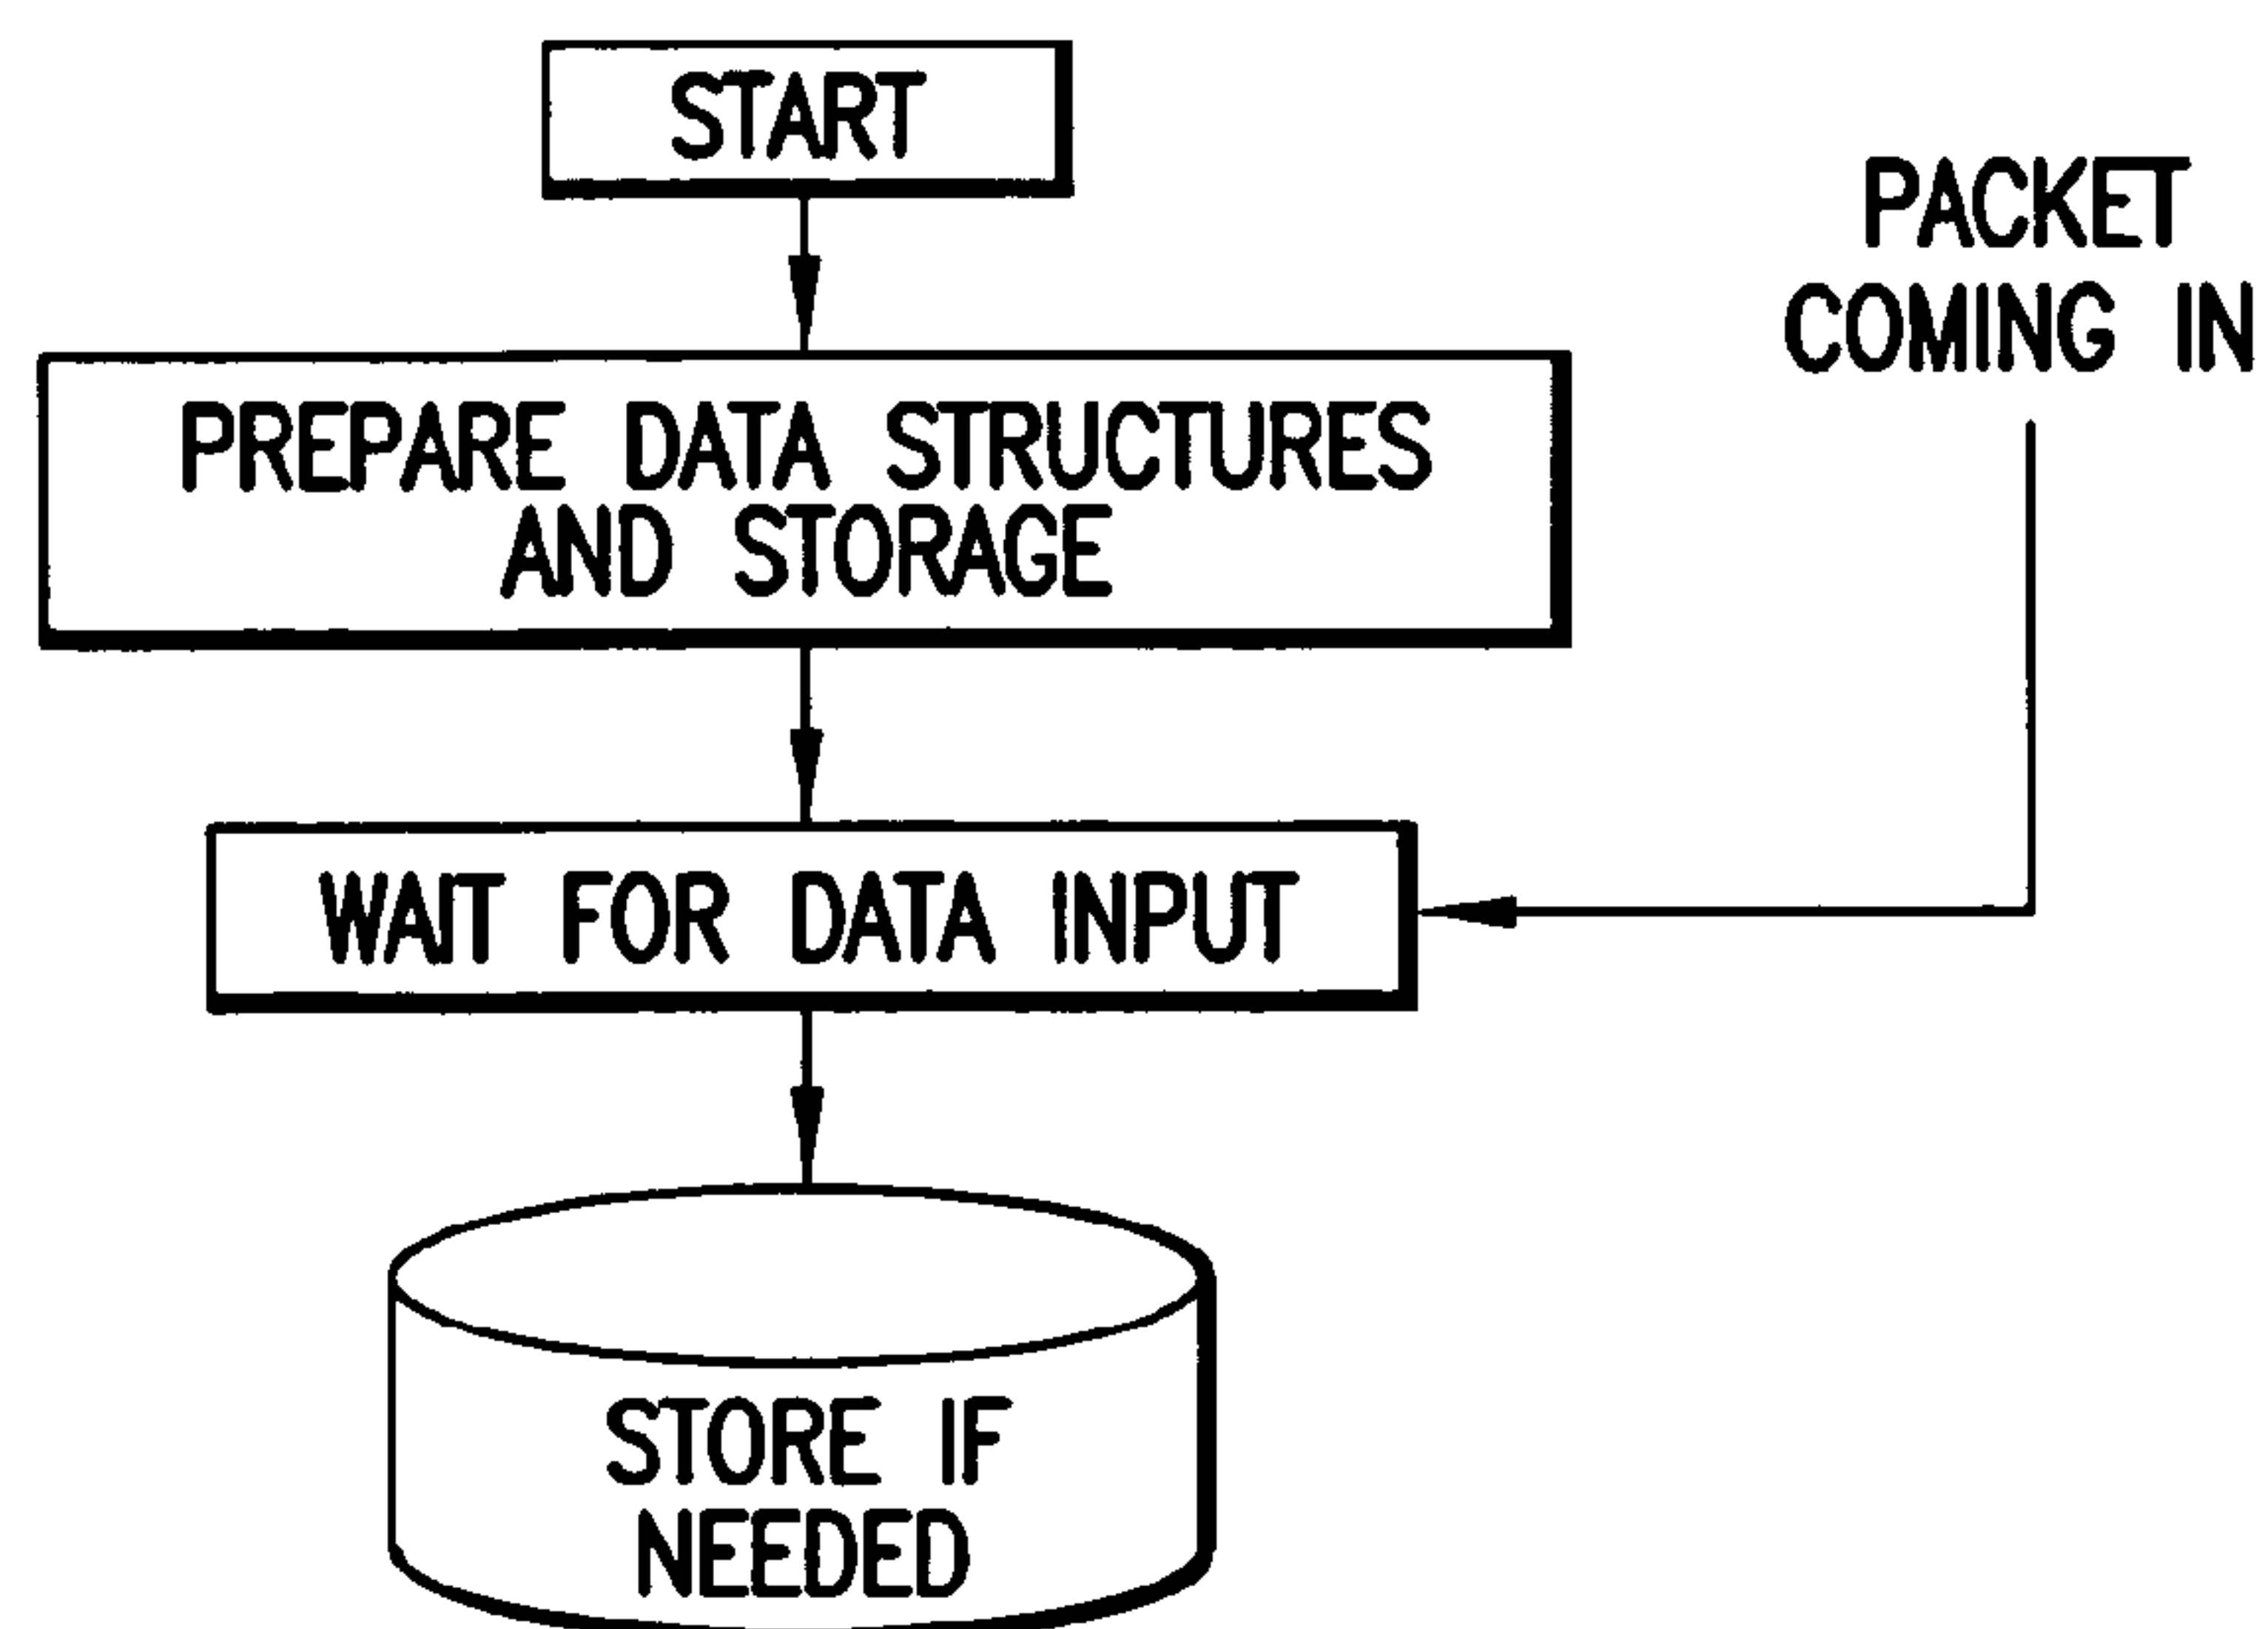 START
PACKET
COMING IN
PREPARE DATA STRUCTURES
AND STORAGE
WAIT FOR DATA INPUT
STORE IF
NEEDED